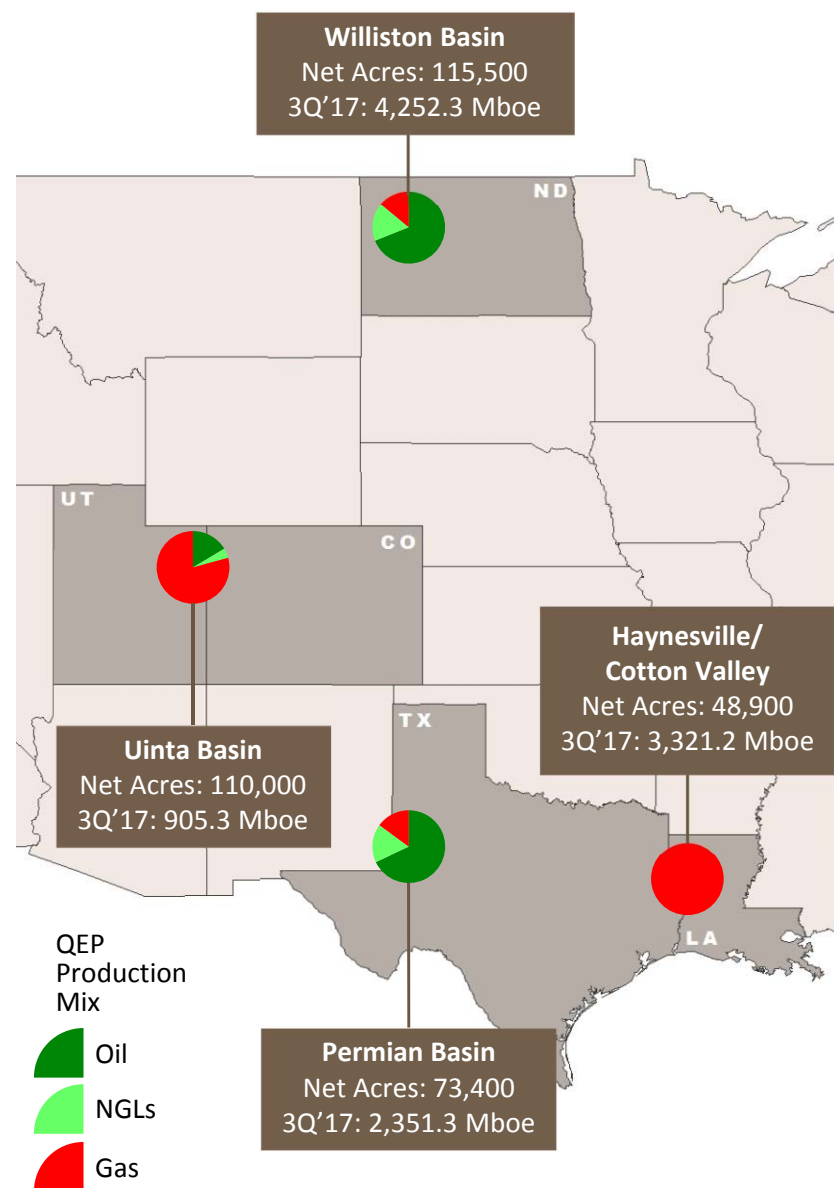 Williston Basin
Net Acres: 115,500
3Q’17: 4,252.3 Mboe
ND
UT
CO
Haynesville/
Cotton Valley
Net Acres: 48,900
3Q’17: 3,321.2 Mboe
TX
Uinta Basin
Net Acres: 110,000
3Q’17: 905.3 Mboe
LA
QEP
Production
Mix
Oil
NGLs
Gas
Permian Basin
Net Acres: 73,400
3Q’17: 2,351.3 Mboe